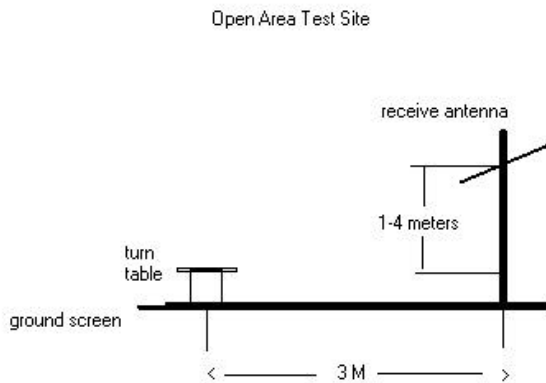 Open Area Test Site
receive antenna
1-4 meters
turn
table
ground screen
3 M